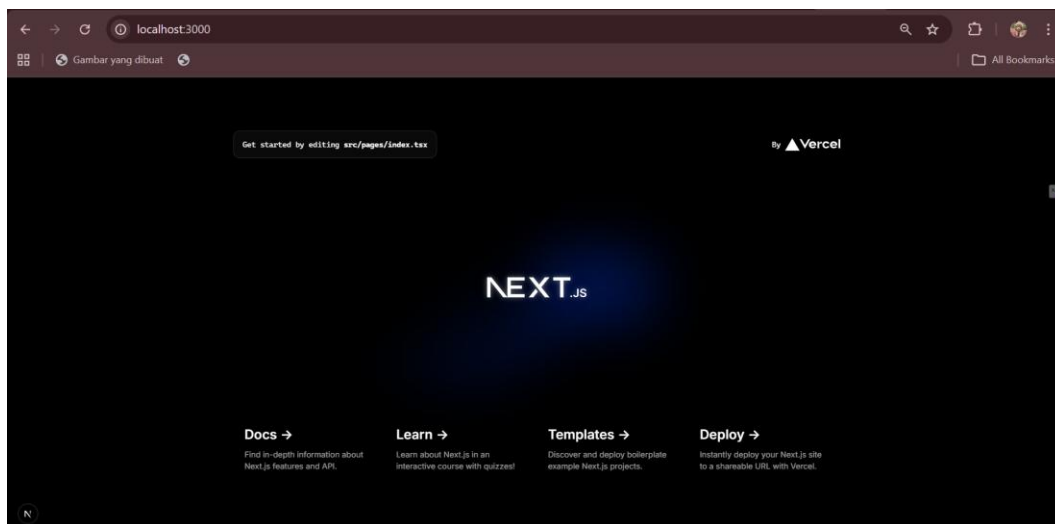 localhost:3000
Gambar yang dibuat
All Bookmarks
Get started by editing src/pages/index.tsx
By Vercel
NEXT.JS
Docs →
Find in-depth information about
Next.js features and API.
Learn →
Learn about Next.js in an
interactive course with quizzes!
Templates →
Discover and deploy boilerplate
example Next.js projects.
Deploy →
Instantly deploy your Next.js site
to a shareable URL with Vercel.
N